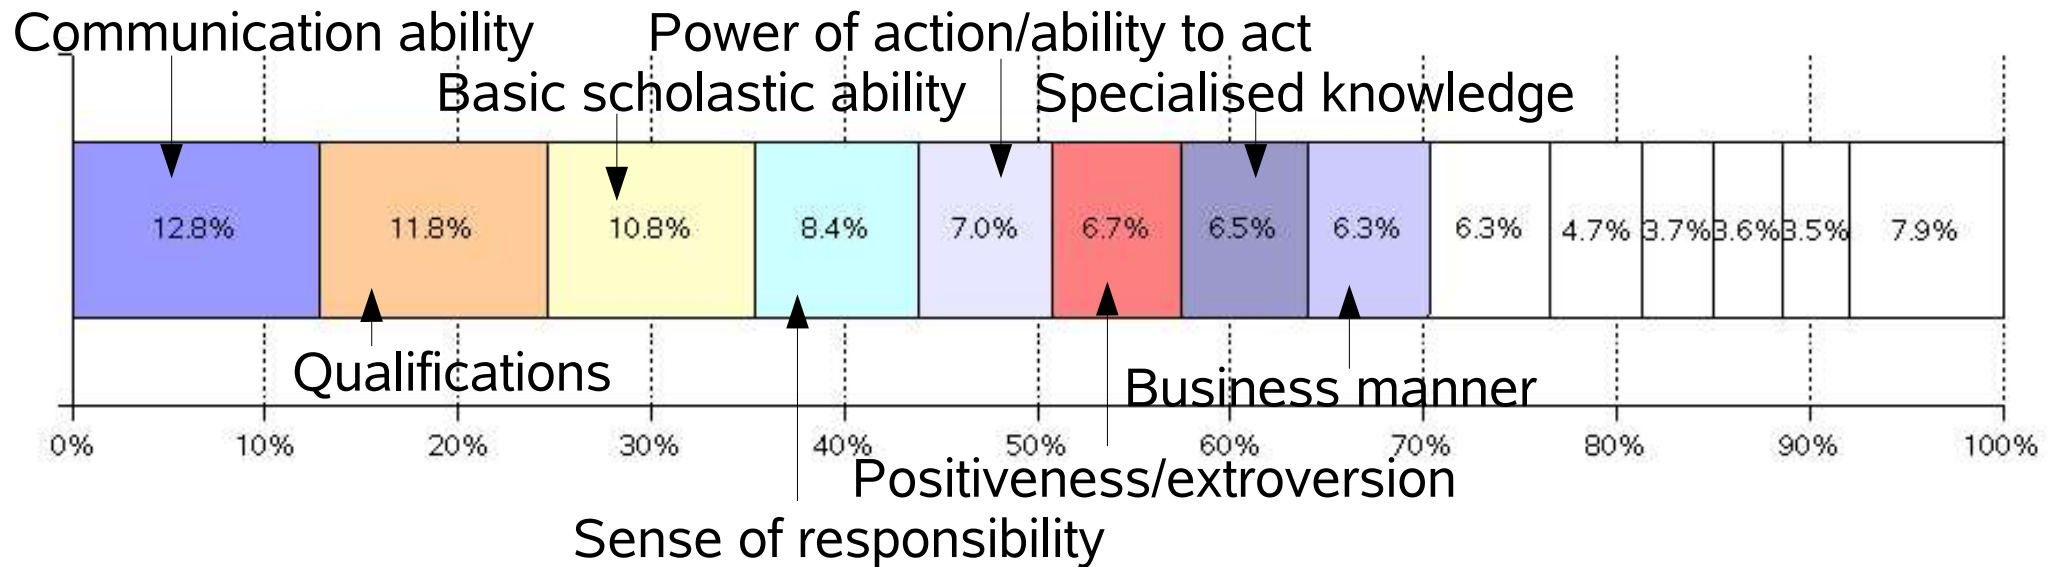 Communication ability
Power of action/ability to act
Basic scholastic ability
Specialised knowledge
12.8% 11.8% 10.8% 8.4% 7.0% 6.7% 6.5% 6.3% 6.3% 4.7% 3.7% 3.6% 3.5% 7.9%
Qualifications
Business manner
0% 10% 20% 30% 40% 50% 60% 70% 80% 90% 100%
Positiveness/extroversion
Sense of responsibility